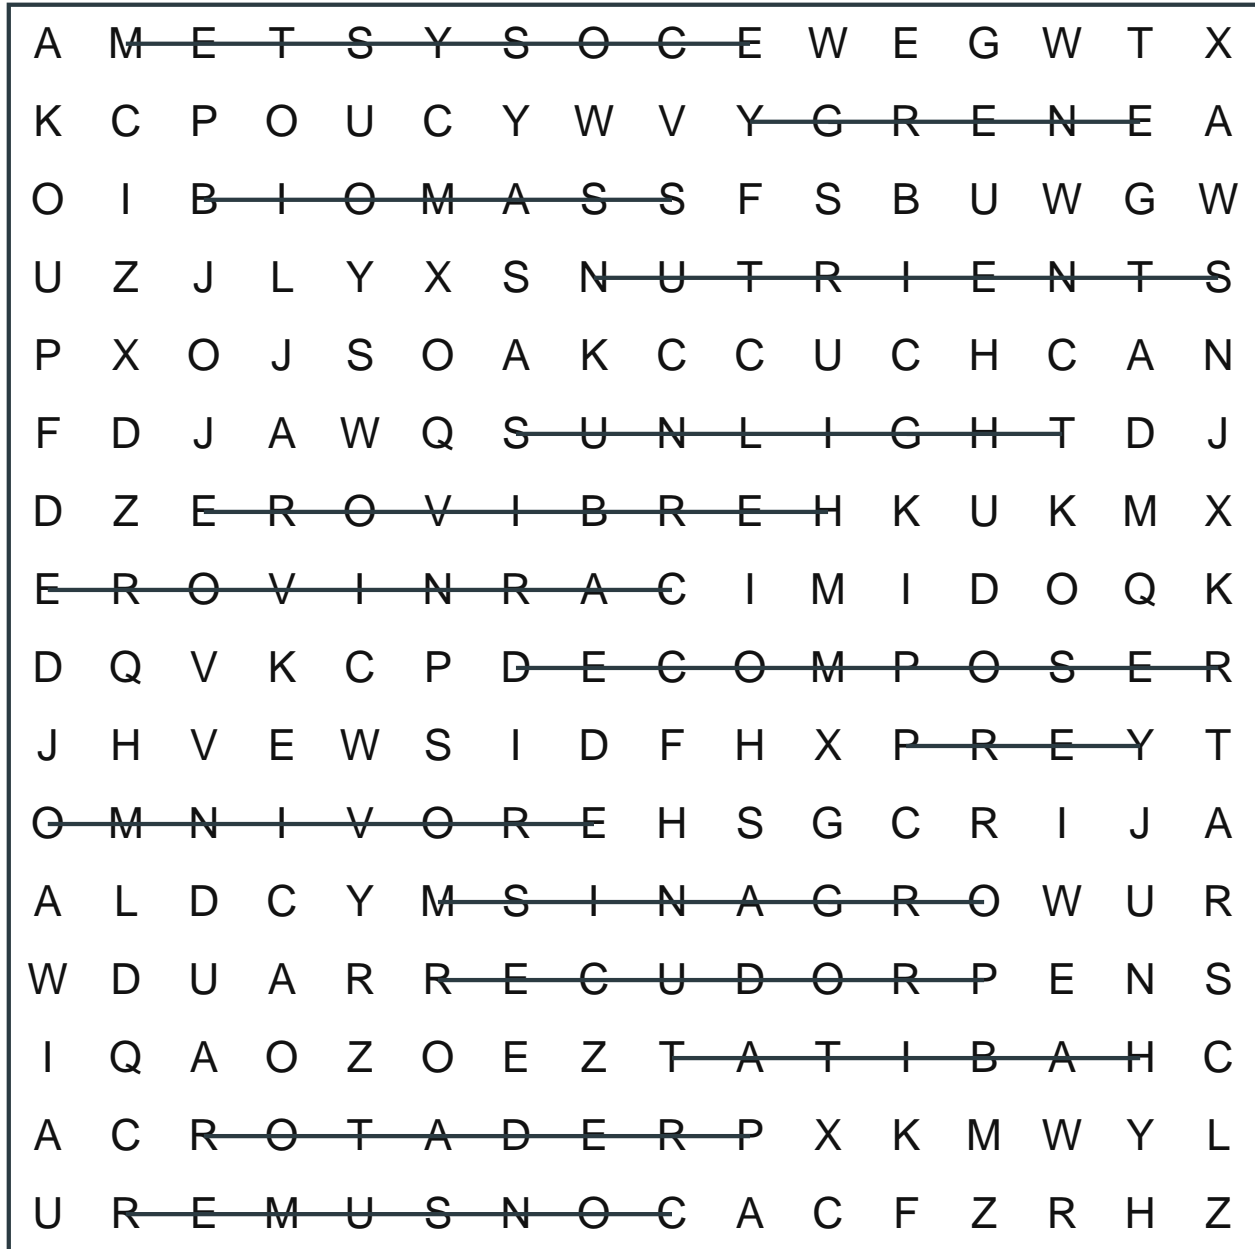 A M E T S Y S O C E W E G W T X
K C P O U C Y W V Y G R E N E A
O I B I O M A S S F S B U W G W
U Z J L Y X S N U T R I E N T S
P X O J S O A K C C U C H C A N
F D J A W Q S U N L I G H T D J
D Z E R O V I B R E H K U K M X
E R O V I N R A C I M I D O Q K
D Q V K C P D E C O M P O S E R
J H V E W S I D F H X P R E Y T
O M N I V O R E H S G C R I J A
A L D C Y M S I N A G R O W U R
W D U A R R E C U D O R P E N S
I Q A O Z O E Z T A T I B A H C
A C R O T A D E R P X K M W Y L
U R E M U S N O C A C F Z R H Z